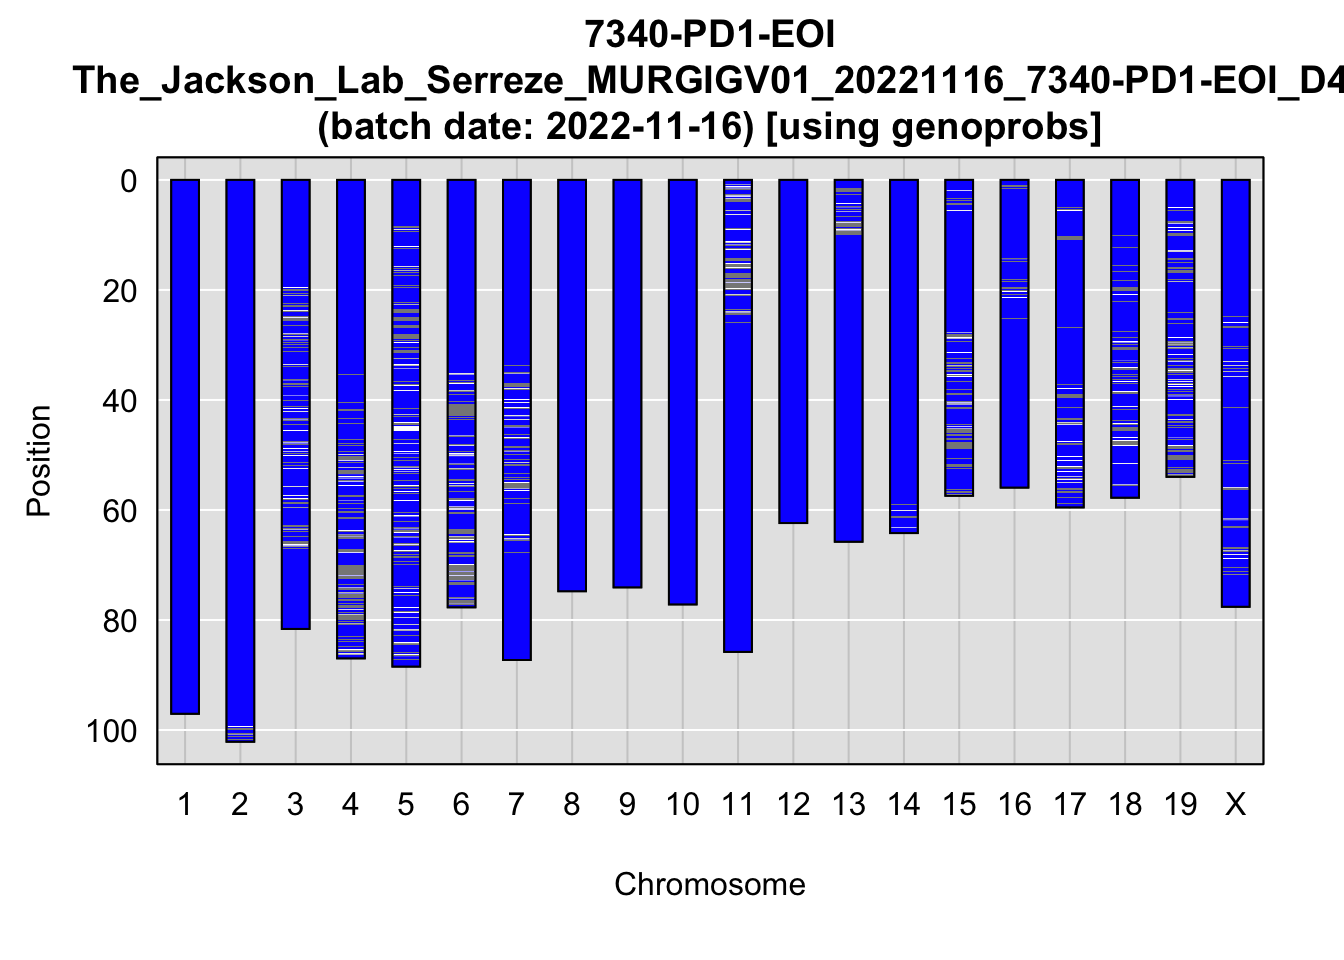 7340-PD1-EOI
The_Jackson_Lab_Serreze_MURGIGV01_20221116_7340-PD1-EOI_D4
(batch date: 2022-11-16) [using genoprobs]
0
20
40
60
80
100
Position
1 2 3 4 5 6 7 8 9 10 11 12 13 14 15 16 17 18 19 X
Chromosome